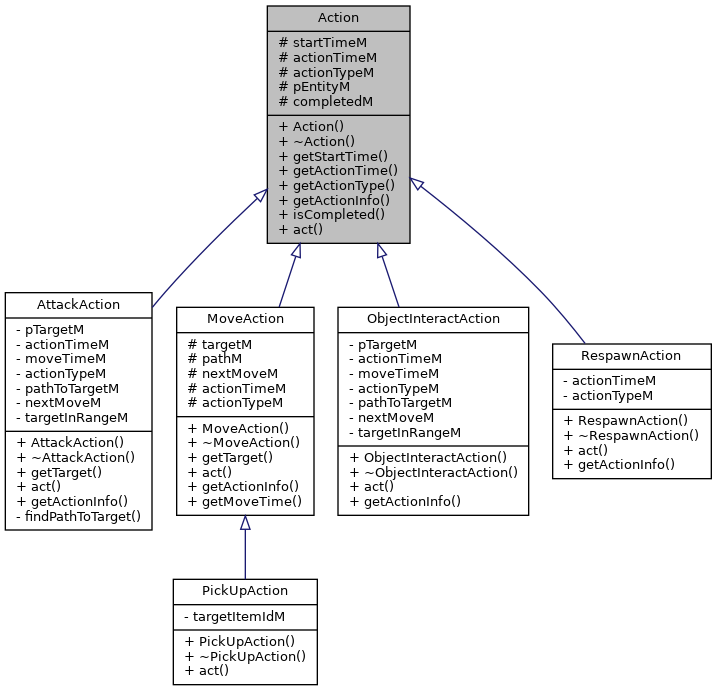 Action
# startTimeM
# actionTimeM
# actionTypeM
# pEntityM
# completedM
+ Action()
+ ~Action()
+ getStartTime()
+ getActionTime()
+ getActionType()
+ getActionInfo()
+ isCompleted()
+ act()
AttackAction
- pTargetM
- actionTimeM
- moveTimeM
- actionTypeM
- pathToTargetM
- nextMoveM
- targetInRangeM
+ AttackAction()
+ ~AttackAction()
+ getTarget()
+ act()
+ getActionInfo()
- findPathToTarget()
MoveAction
# targetM
# pathM
# nextMoveM
# actionTimeM
# actionTypeM
+ MoveAction()
+ ~MoveAction()
+ getTarget()
+ act()
+ getActionInfo()
+ getMoveTime()
ObjectInteractAction
- pTargetM
- actionTimeM
- moveTimeM
- actionTypeM
- pathToTargetM
- nextMoveM
- targetInRangeM
+ ObjectInteractAction()
+ ~ObjectInteractAction()
+ act()
+ getActionInfo()
RespawnAction
- actionTimeM
- actionTypeM
+ RespawnAction()
+ ~RespawnAction()
+ act()
+ getActionInfo()
PickUpAction
- targetItemIdM
+ PickUpAction()
+ ~PickUpAction()
+ act()